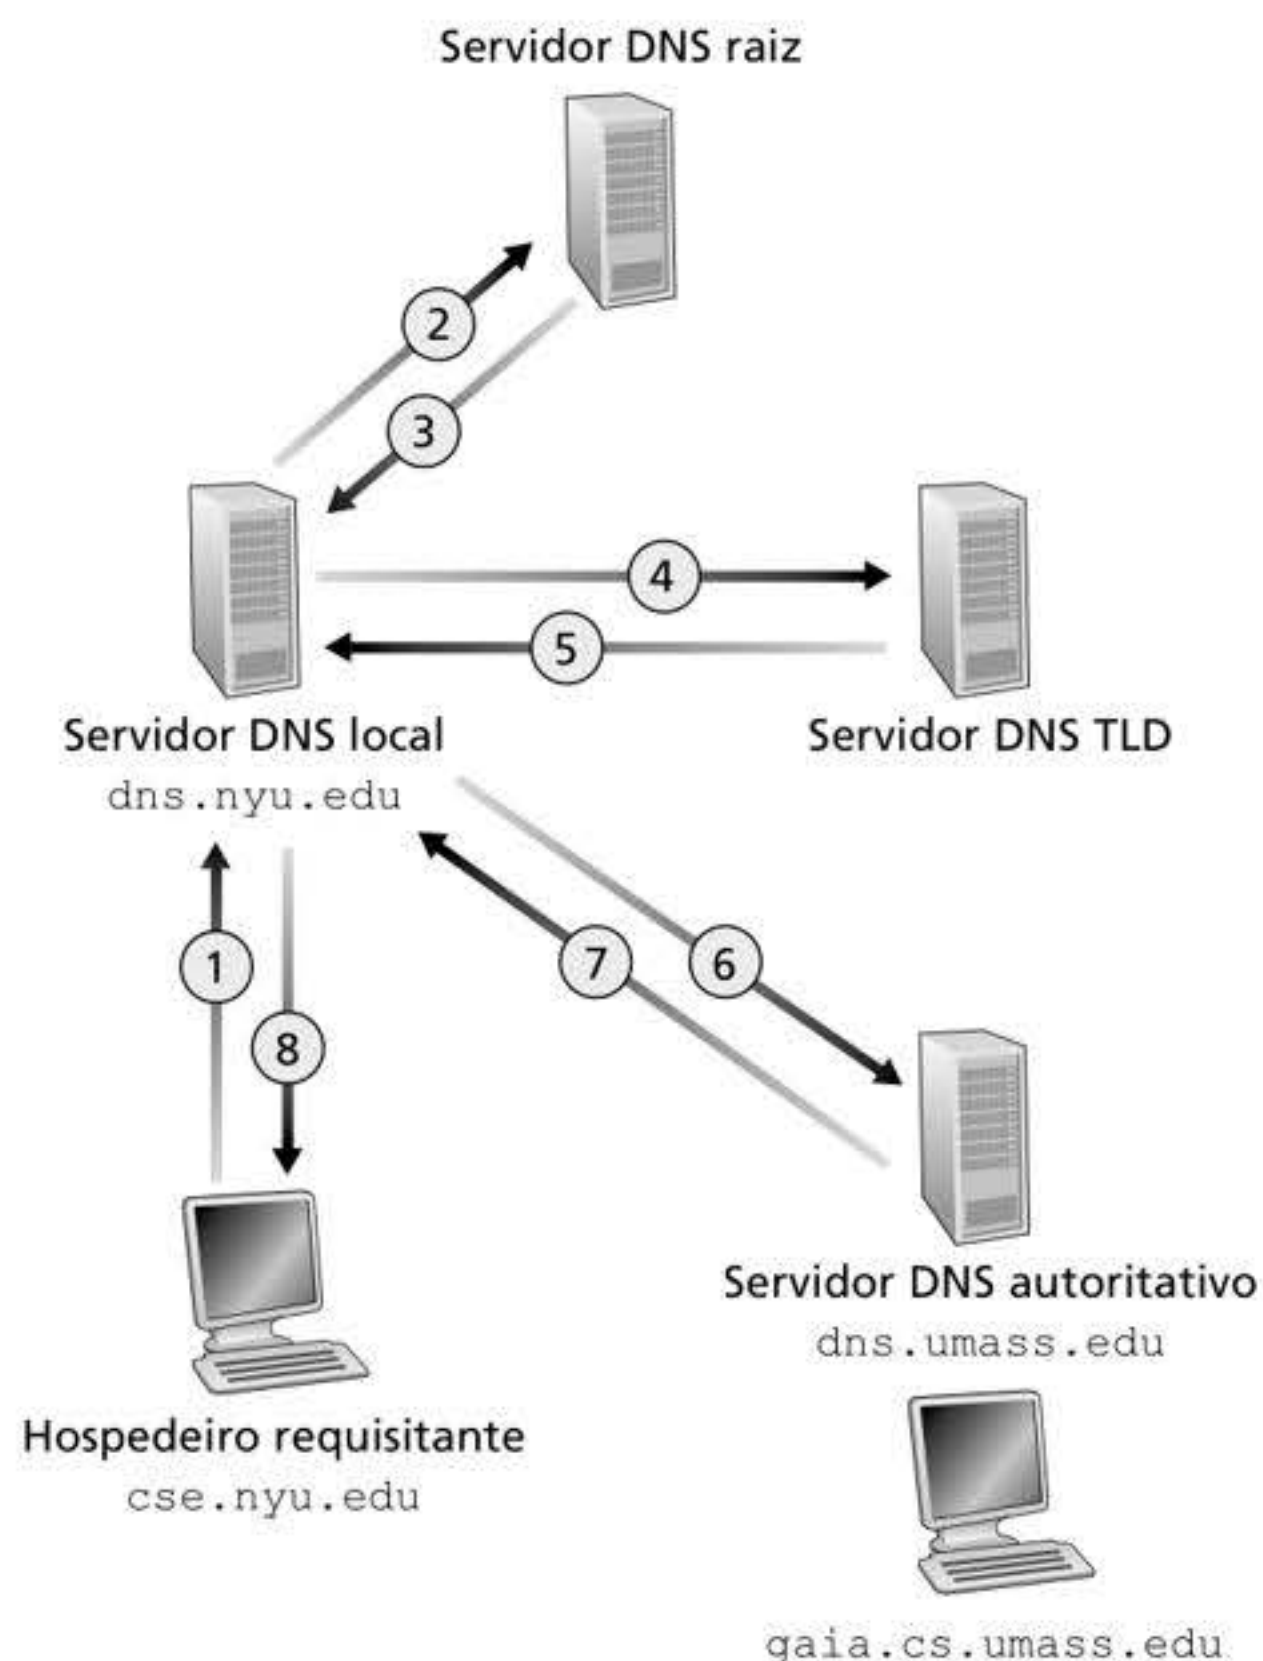 Servidor DNS raiz
2
3
4
5
Servidor DNS local
dns.nyu.edu
Servidor DNS TLD
1
8
7
6
Servidor DNS autoritativo
dns.umass.edu
Hospedeiro requisitante
cse.nyu.edu
gaia.cs.umass.edu